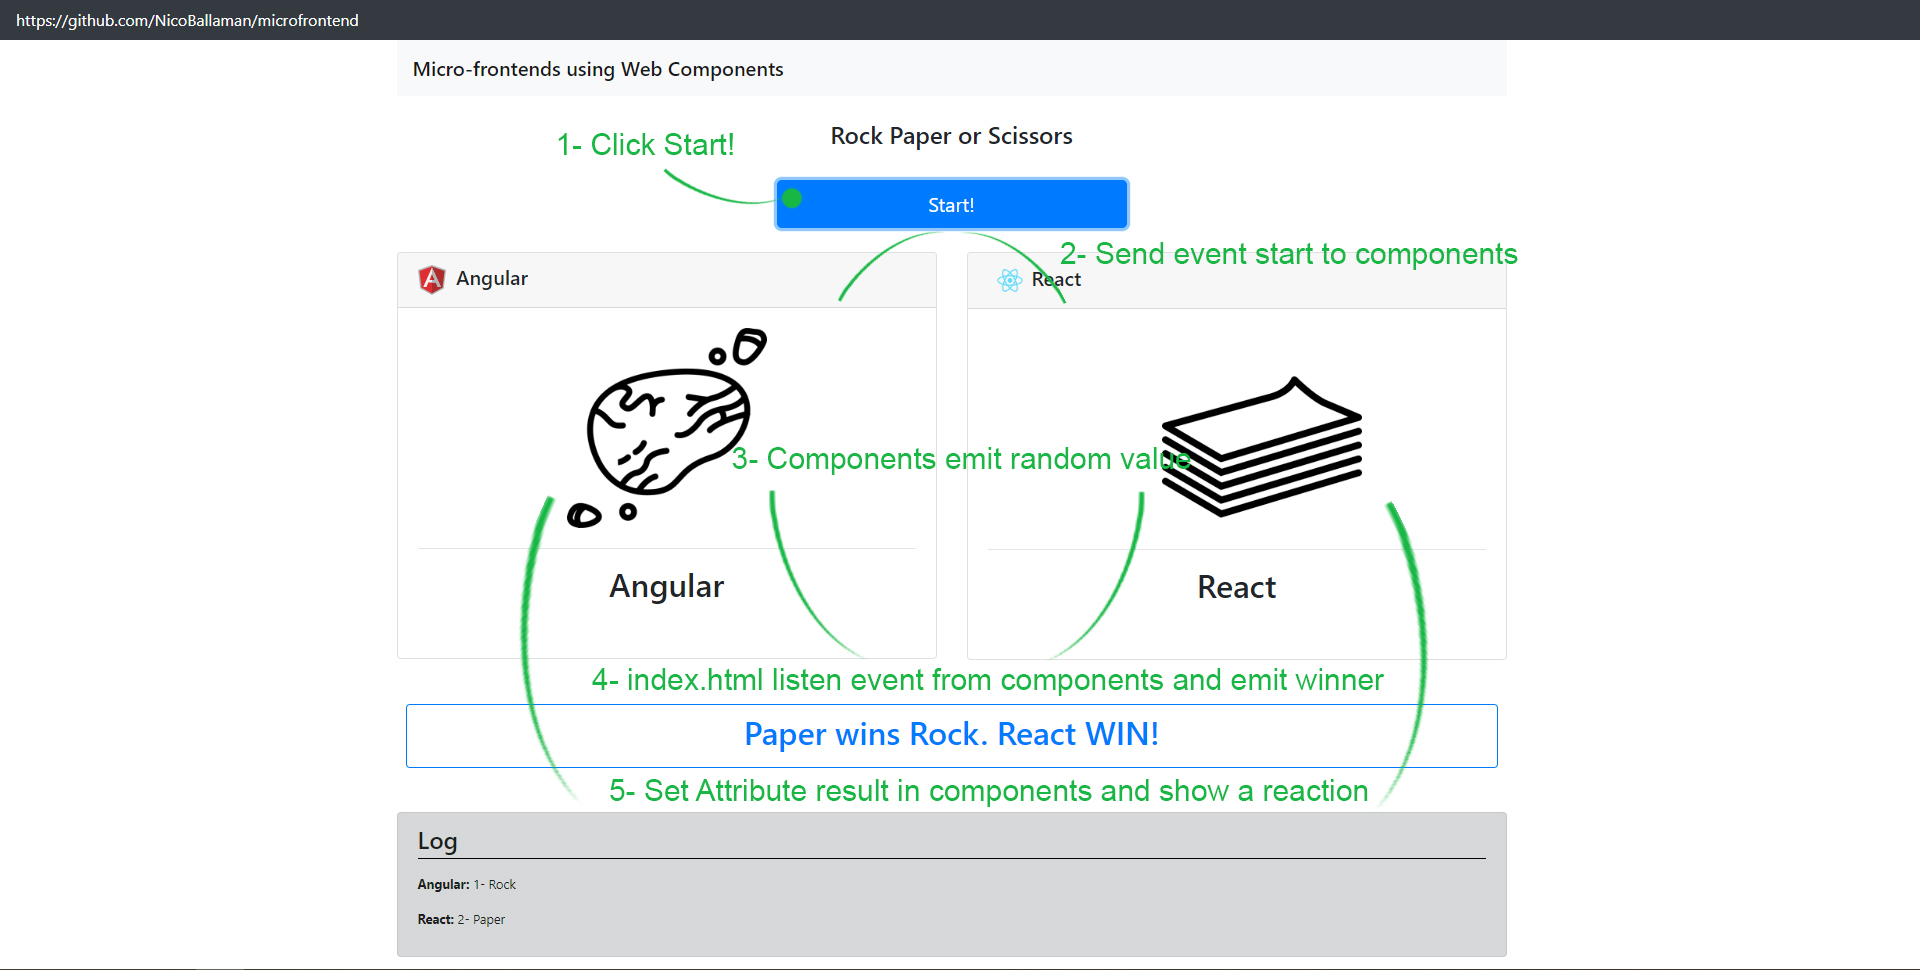 https://github.com/NicoBallaman/microfrontend
Micro-frontends using Web Components
Rock Paper or Scissors
1- Click Start!
Start!
2- Send event start to components
Angular
React
3- Components emit random value
Angular
React
4- index.html listen event from components and emit winner
Paper wins Rock. React WIN!
5- Set Attribute result in components and show a reaction
Log
Angular: 1- Rock
React: 2- Paper